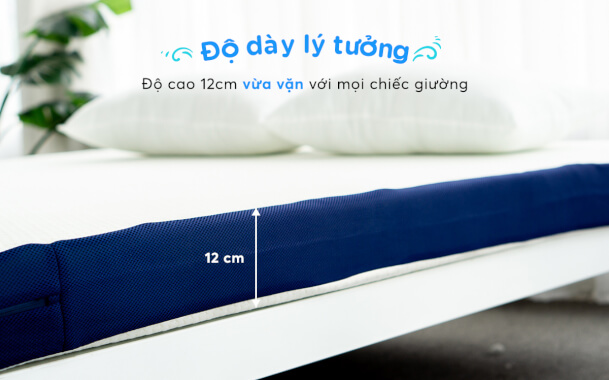 Độ dày lý tưởng
Độ cao 12cm vừa vặn với mọi chiếc giường
12 cm